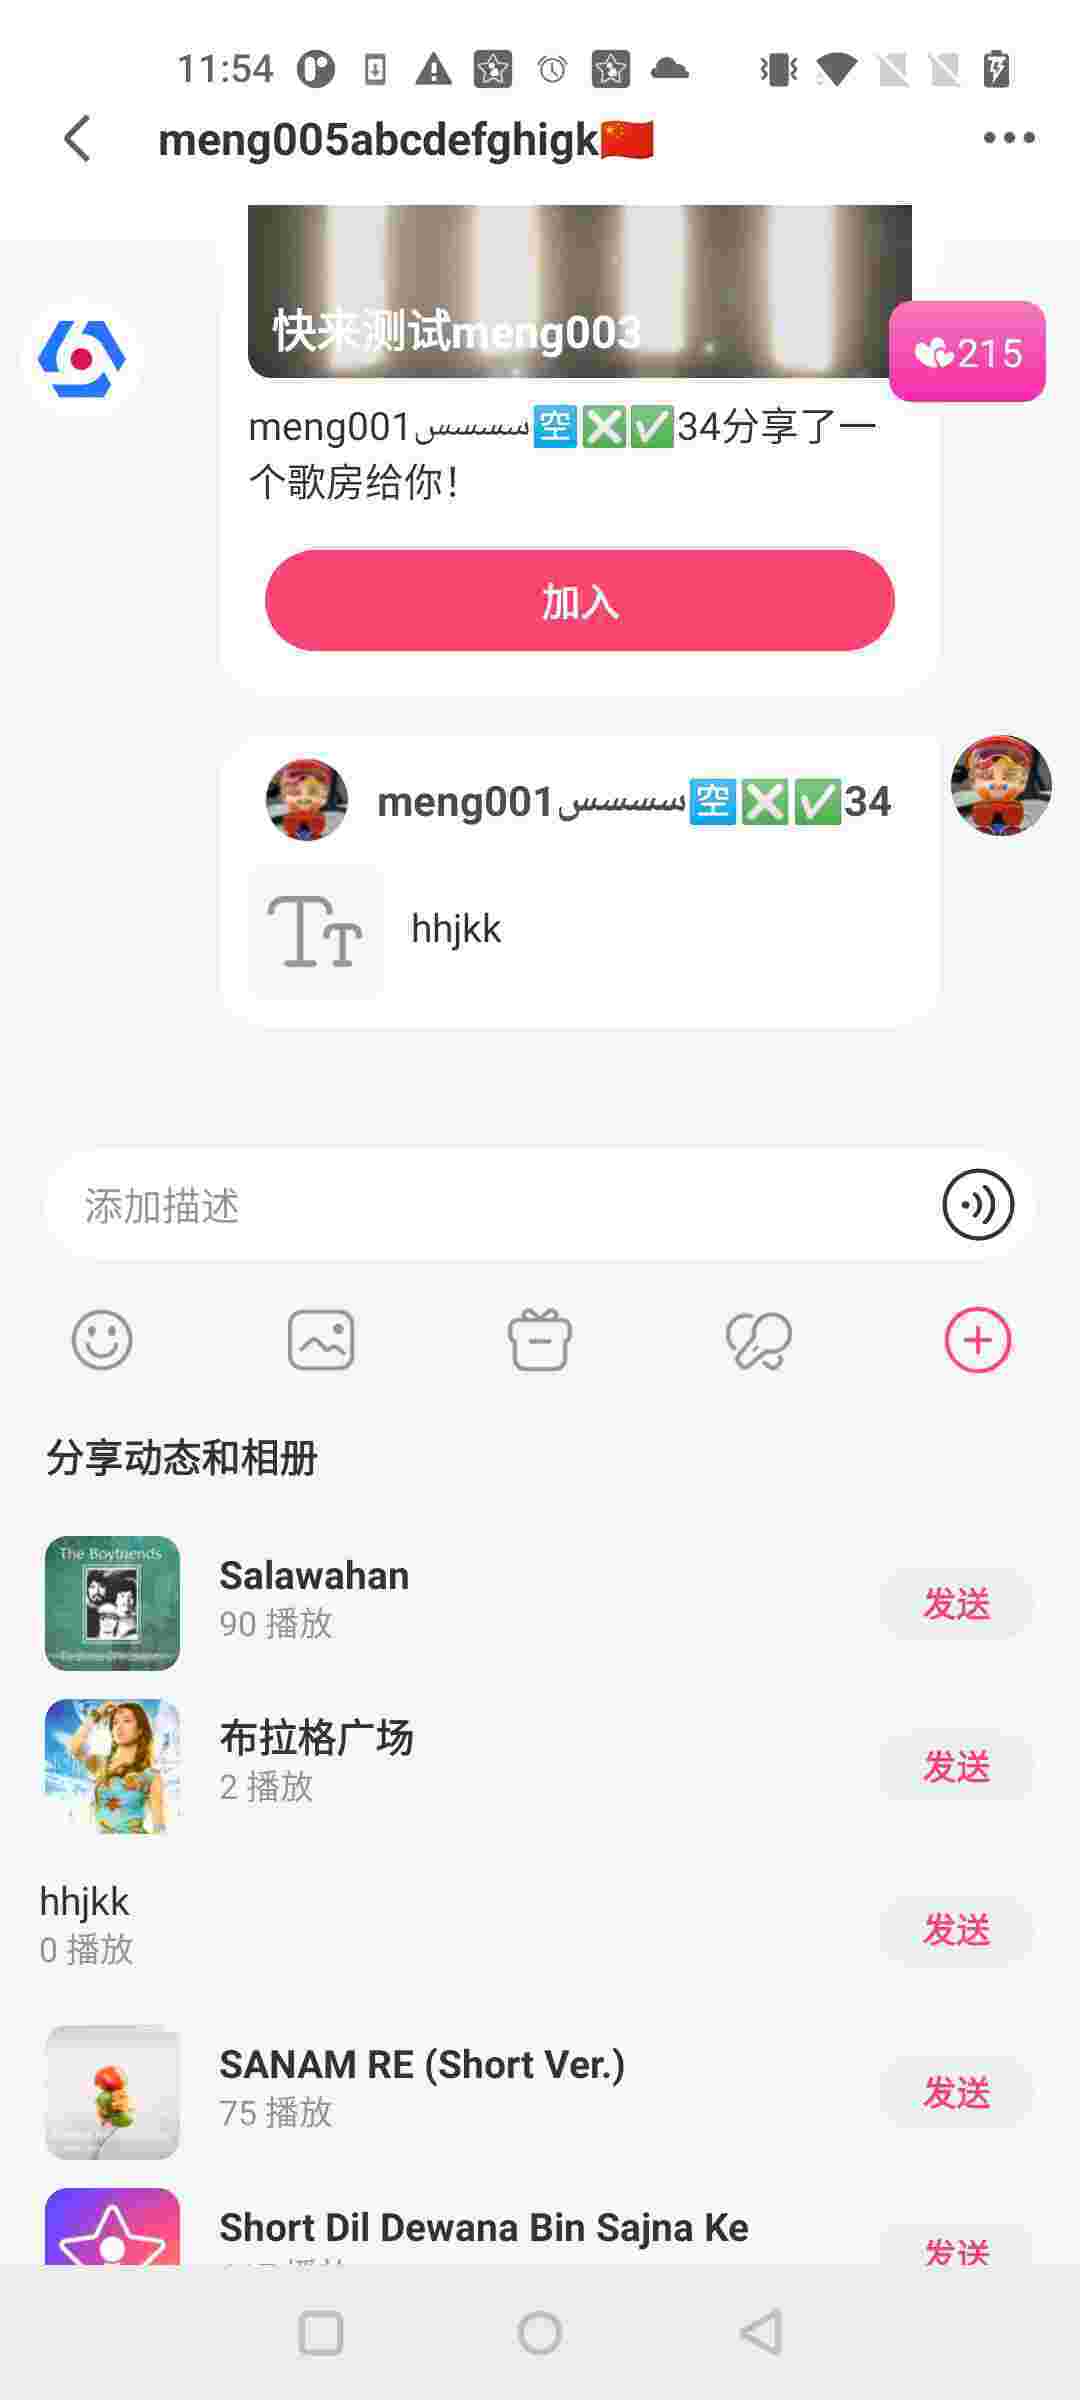 11:54
meng005abcdefghigk🇨🇳
快来测试meng003
215
meng001سسسسس🈳❎✅34分享了一
个歌房给你!
加入
meng001سسسسس🈳❎✅34
Tт
hhjkk
添加描述
分享动态和相册
The Boyfriends
Salawahan
90 播放
发送
布拉格广场
2 播放
发送
hhjkk
0 播放
发送
SANAM RE (Short Ver.)
75 播放
发送
Short Dil Dewana Bin Sajna Ke
发送